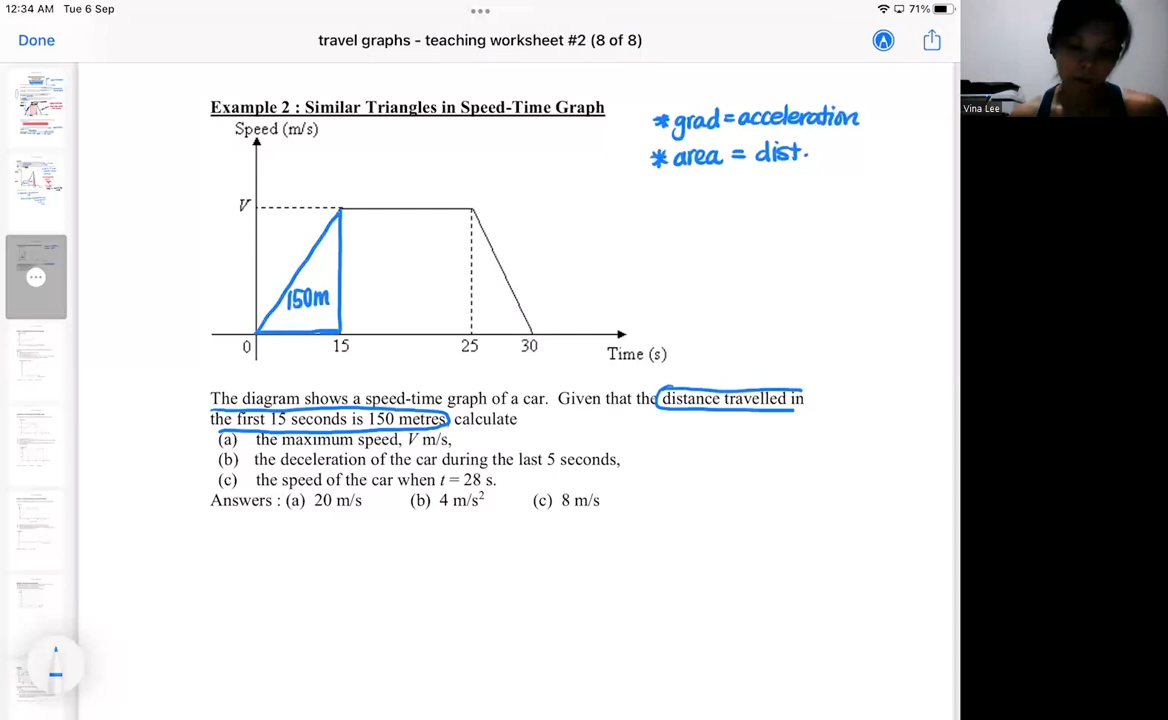 12:34 AM Tue 6 Sep
71%
Done
travel graphs - teaching worksheet #2 (8 of 8)
Vina Lee
Example 2 : Similar Triangles in Speed-Time Graph
*grad = acceleration
* area = dist.
Speed (m/s)
V
150m
0 15 25 30
Time (s)
The diagram shows a speed-time graph of a car. Given that the distance travelled in
the first 15 seconds is 150 metres, calculate
(a) the maximum speed, V m/s,
(b) the deceleration of the car during the last 5 seconds,
(c) the speed of the car when t = 28 s.
Answers : (a) 20 m/s (b) 4 m/s² (c) 8 m/s